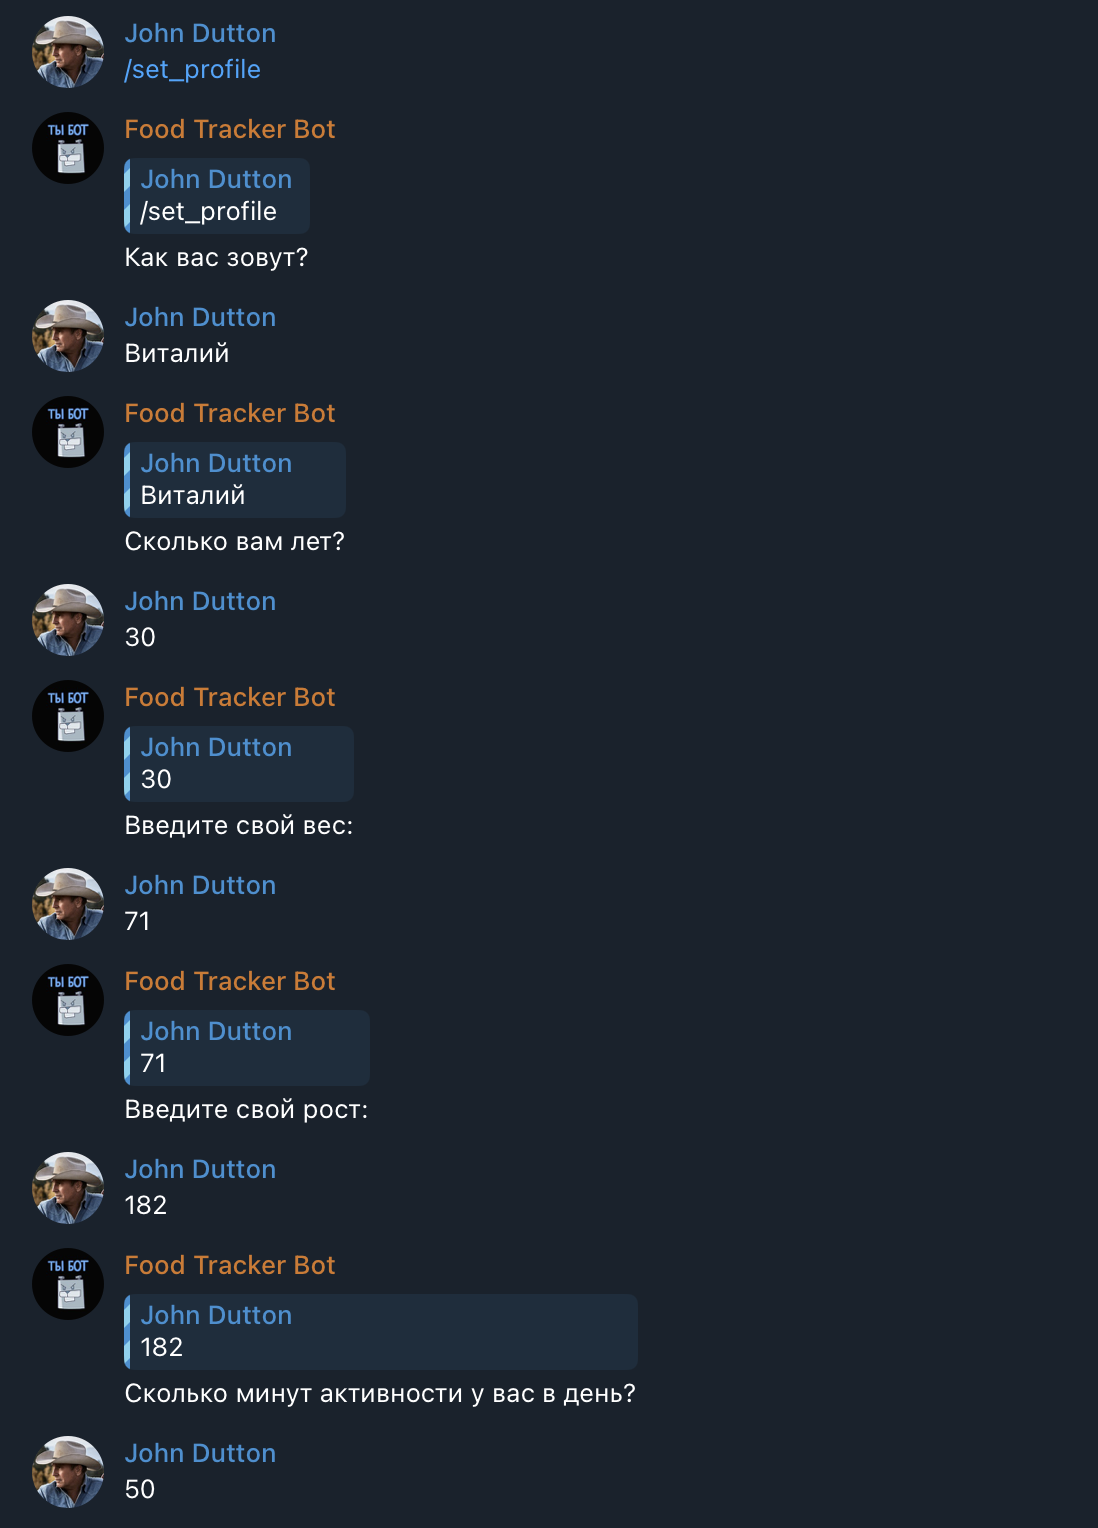 John Dutton
/set_profile
ТЫ БОТ
Food Tracker Bot
John Dutton
/set_profile
Как вас зовут?
John Dutton
Виталий
ТЫ БОТ
Food Tracker Bot
John Dutton
Виталий
Сколько вам лет?
John Dutton
30
ТЫ БОТ
Food Tracker Bot
John Dutton
30
Введите свой вес:
John Dutton
71
ТЫ БОТ
Food Tracker Bot
John Dutton
71
Введите свой рост:
John Dutton
182
ТЫ БОТ
Food Tracker Bot
John Dutton
182
Сколько минут активности у вас в день?
John Dutton
50